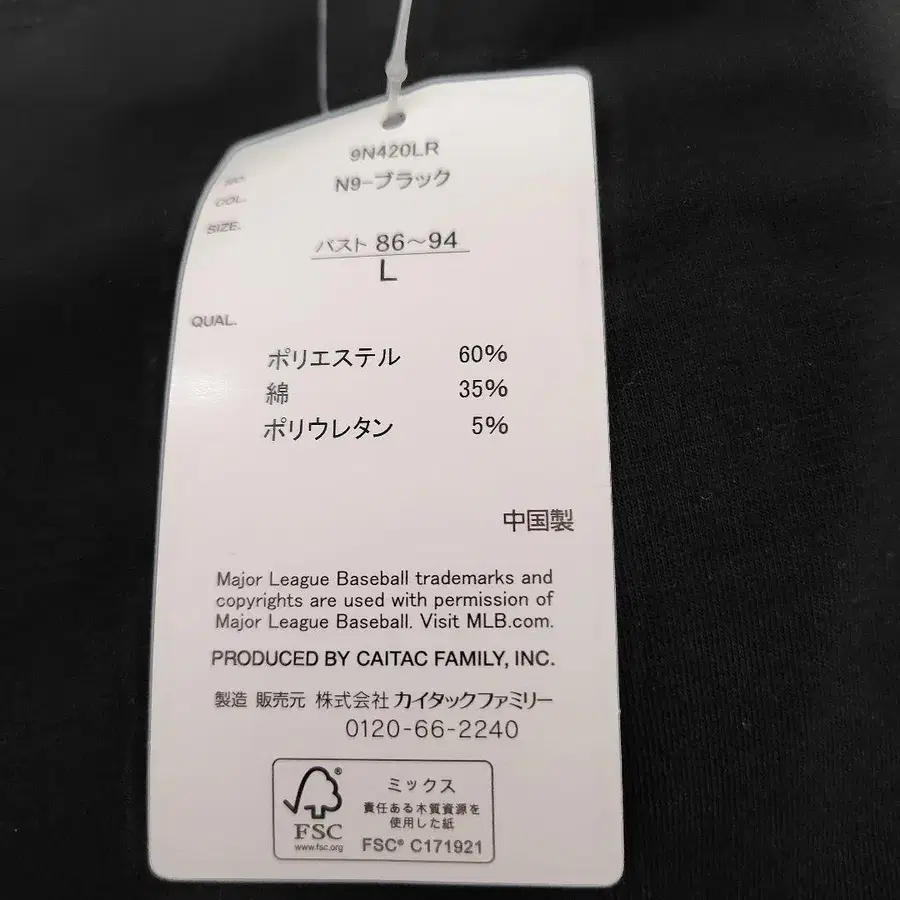 9N420LR
NO.
N9-ブラック
COL.
SIZE.
バスト 86～94
L
QUAL.
ポリエステル 60%
綿 35%
ポリウレタン 5%
中国製
Major League Baseball trademarks and
copyrights are used with permission of
Major League Baseball. Visit MLB.com.
PRODUCED BY CAITAC FAMILY, INC.
製造 販売元 株式会社カイタックファミリー
0120-66-2240
ミックス
責任ある木質資源を
使用した紙
FSC® C171921
FSC
www.fsc.org